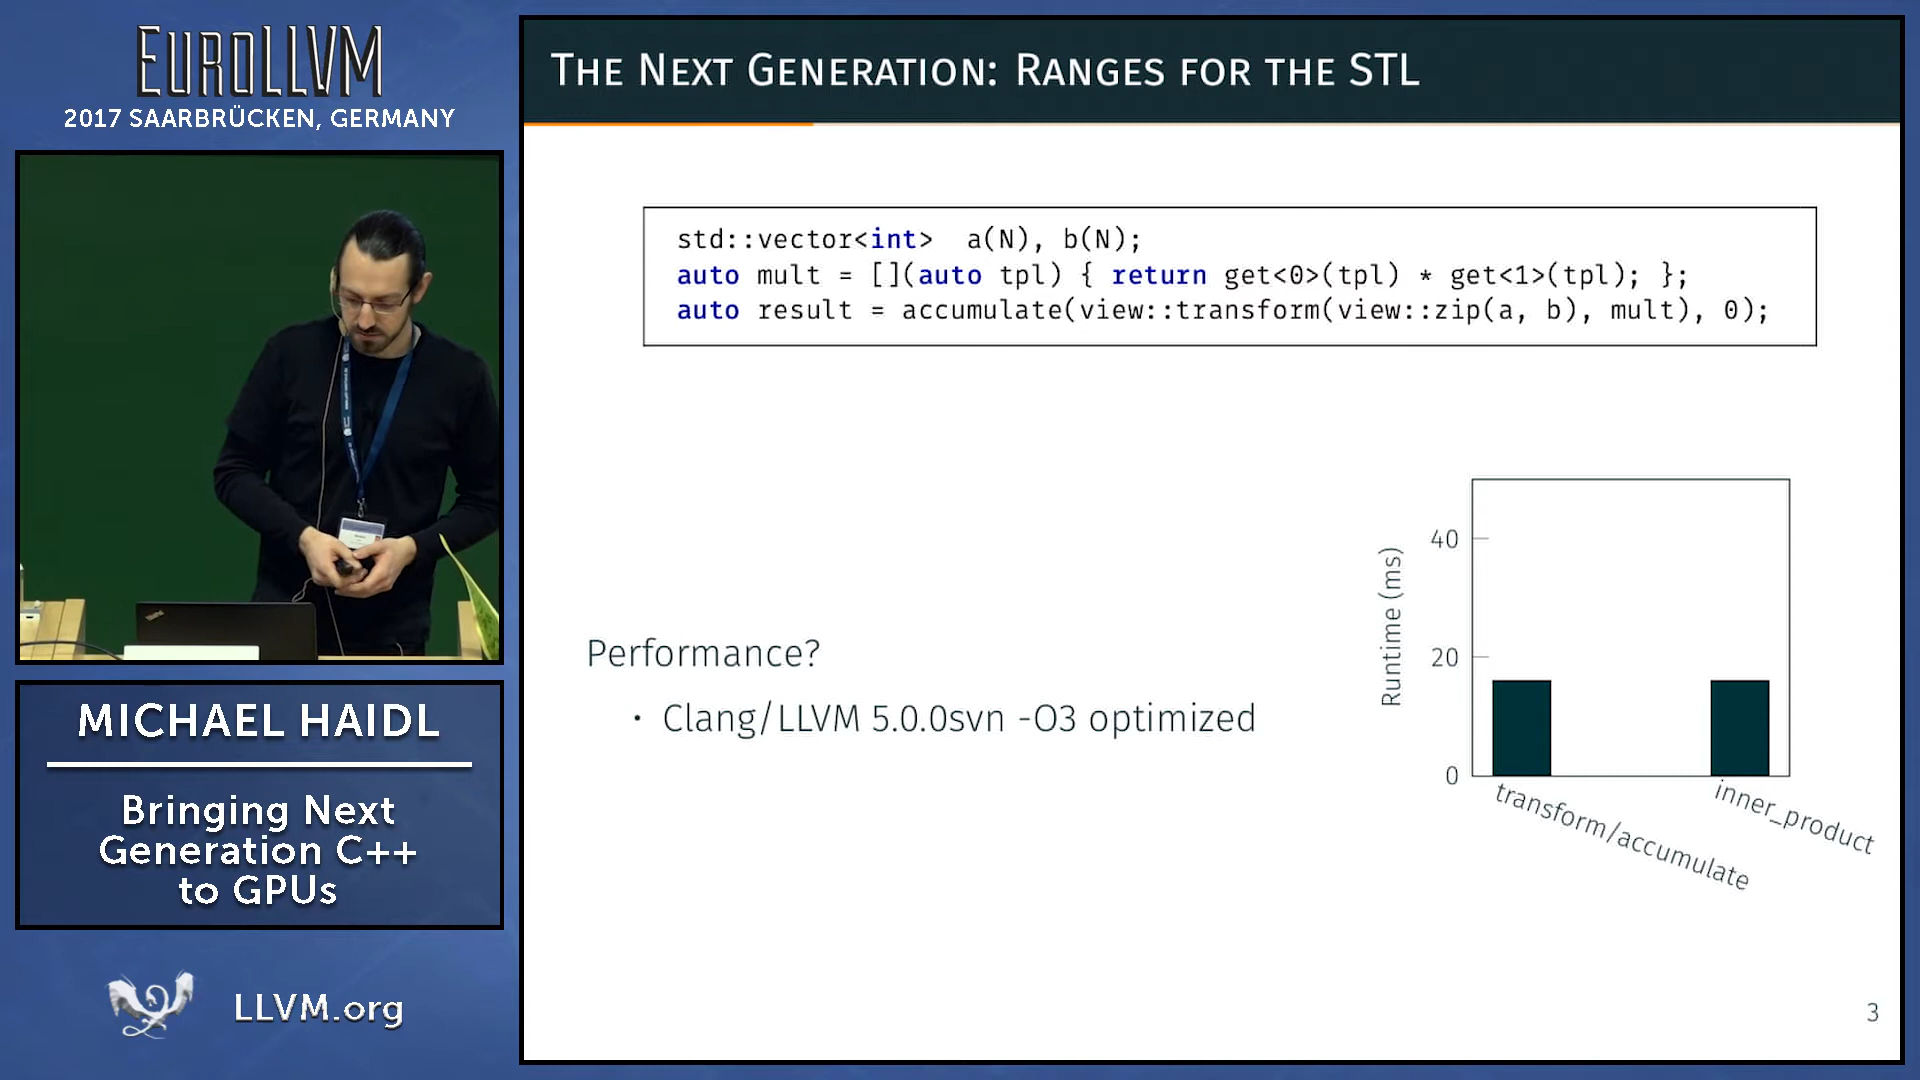 EUROLLVM
2017 SAARBRÜCKEN, GERMANY
MICHAEL HAIDL
Bringing Next
Generation C++
to GPUs
LLVM.org
THE NEXT GENERATION: RANGES FOR THE STL
std::vector<int>  a(N), b(N);
auto mult = [](auto tpl) { return get<0>(tpl) * get<1>(tpl); };
auto result = accumulate(view::transform(view::zip(a, b), mult), 0);
Performance?
• Clang/LLVM 5.0.0svn -O3 optimized
Runtime (ms)
40
20
0
transform/accumulate
inner_product
3